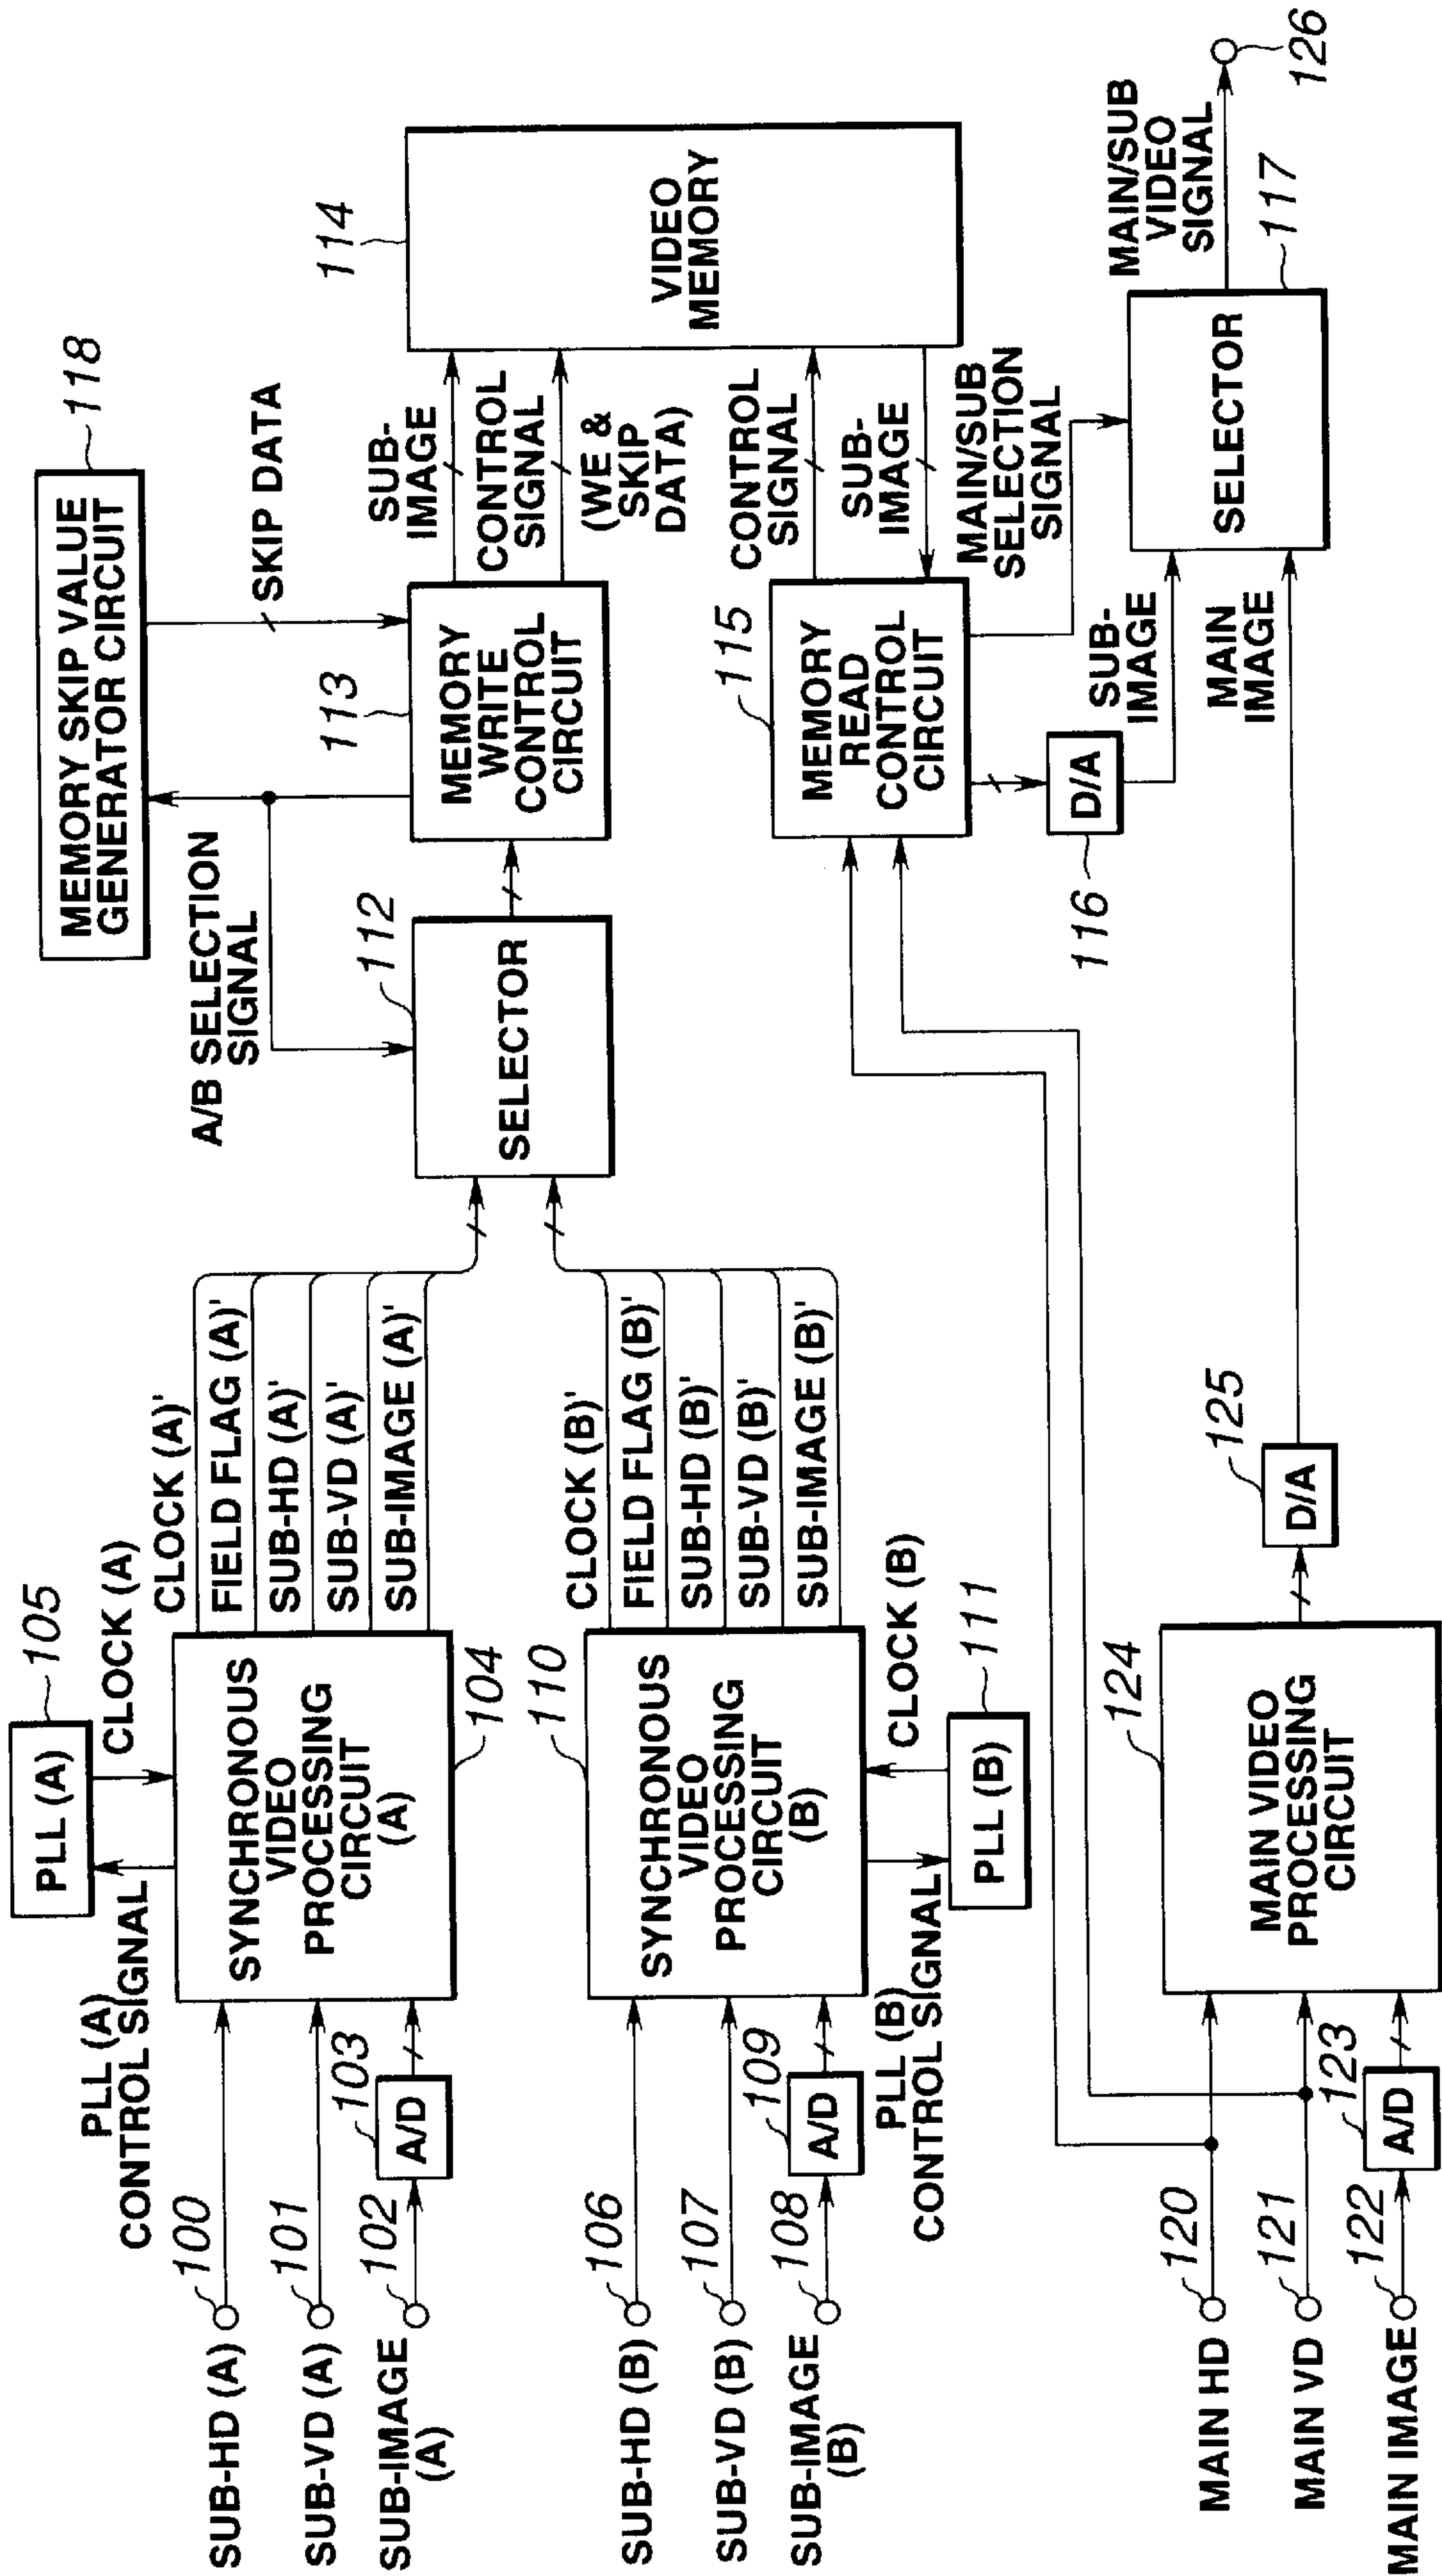 SUB-HD (A)
100
SUB-VD (A)
101
SUB-IMAGE
(A)
102
103
A/D
PLL (A)
CONTROL SIGNAL
PLL (A)
105
CLOCK (A)
SYNCHRONOUS
VIDEO
PROCESSING
CIRCUIT
(A)
104
CLOCK (A)'
FIELD FLAG (A)'
SUB-HD (A)'
SUB-VD (A)'
SUB-IMAGE (A)'
SUB-HD (B)
106
SUB-VD (B)
107
SUB-IMAGE
(B)
108
109
A/D
PLL (B)
CONTROL SIGNAL
PLL (B)
111
CLOCK (B)
SYNCHRONOUS
VIDEO
PROCESSING
CIRCUIT
(B)
110
CLOCK (B)'
FIELD FLAG (B)'
SUB-HD (B)'
SUB-VD (B)'
SUB-IMAGE (B)'
A/B SELECTION
SIGNAL
112
SELECTOR
MEMORY SKIP VALUE
GENERATOR CIRCUIT
118
SKIP DATA
113
MEMORY
WRITE
CONTROL
CIRCUIT
SUB-
IMAGE
CONTROL
SIGNAL
(WE &
SKIP
DATA)
114
VIDEO
MEMORY
115
MEMORY
READ
CONTROL
CIRCUIT
CONTROL
SIGNAL
SUB-
IMAGE
MAIN/SUB
SELECTION
SIGNAL
D/A
116
SUB-
IMAGE
MAIN
IMAGE
SELECTOR
117
MAIN/SUB
VIDEO
SIGNAL
126
MAIN HD
120
MAIN VD
121
MAIN IMAGE
122
123
A/D
124
MAIN VIDEO
PROCESSING
CIRCUIT
125
D/A